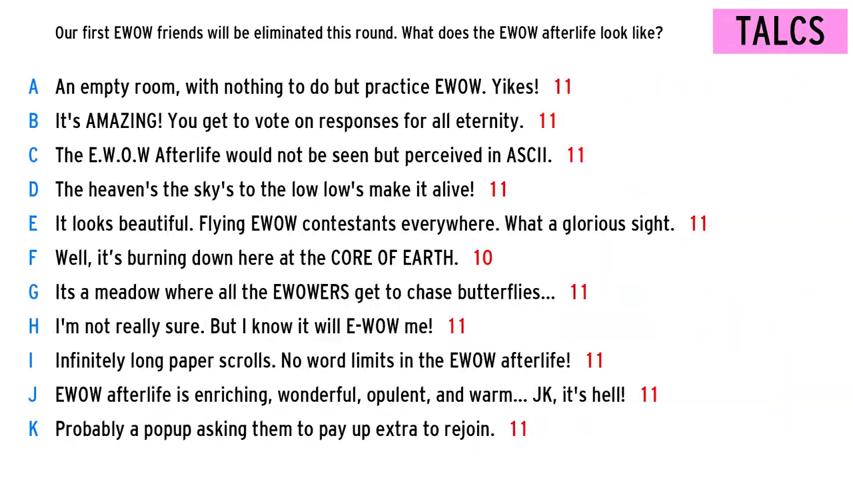 Our first EWOW friends will be eliminated this round. What does the EWOW afterlife look like?
TALCS
A An empty room, with nothing to do but practice EWOW. Yikes! 11
B It's AMAZING! You get to vote on responses for all eternity. 11
C The E.W.O.W Afterlife would not be seen but perceived in ASCII. 11
D The heaven's the sky's to the low low's make it alive! 11
E It looks beautiful. Flying EWOW contestants everywhere. What a glorious sight. 11
F Well, it’s burning down here at the CORE OF EARTH. 10
G Its a meadow where all the EWOWERS get to chase butterflies... 11
H I'm not really sure. But I know it will E-WOW me! 11
I Infinitely long paper scrolls. No word limits in the EWOW afterlife! 11
J EWOW afterlife is enriching, wonderful, opulent, and warm... JK, it's hell! 11
K Probably a popup asking them to pay up extra to rejoin. 11